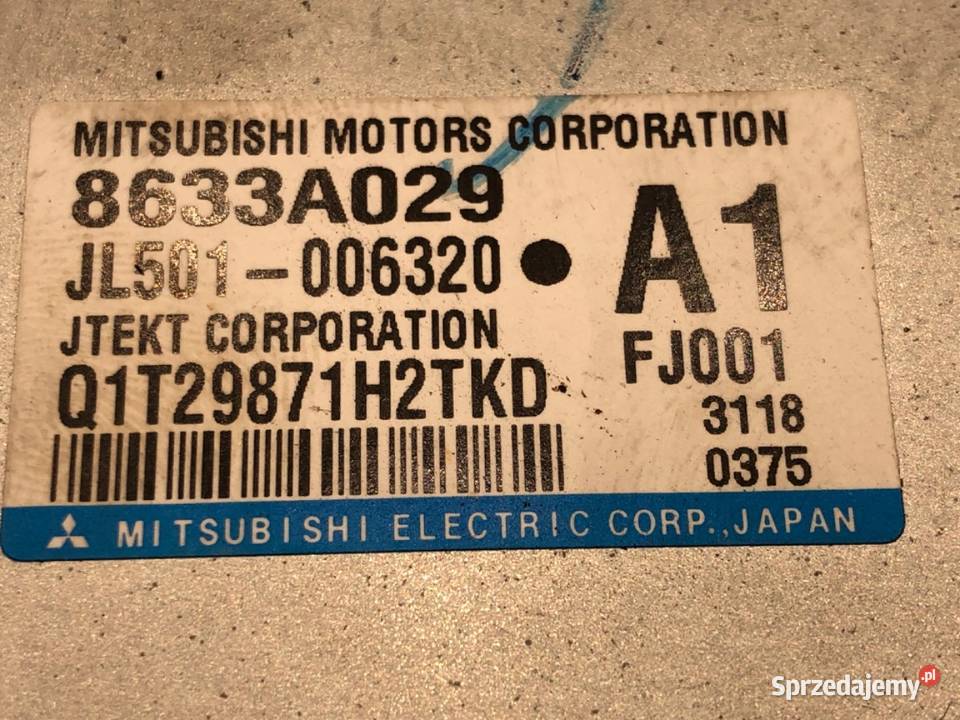 MITSUBISHI MOTORS CORPORATION
8633A029
JL501-006320 ●
A1
JTEKT CORPORATION
FJ001
Q1T29871H2TKD
3118
0375
MITSUBISHI ELECTRIC CORP.,JAPAN
Sprzedajemy.pl